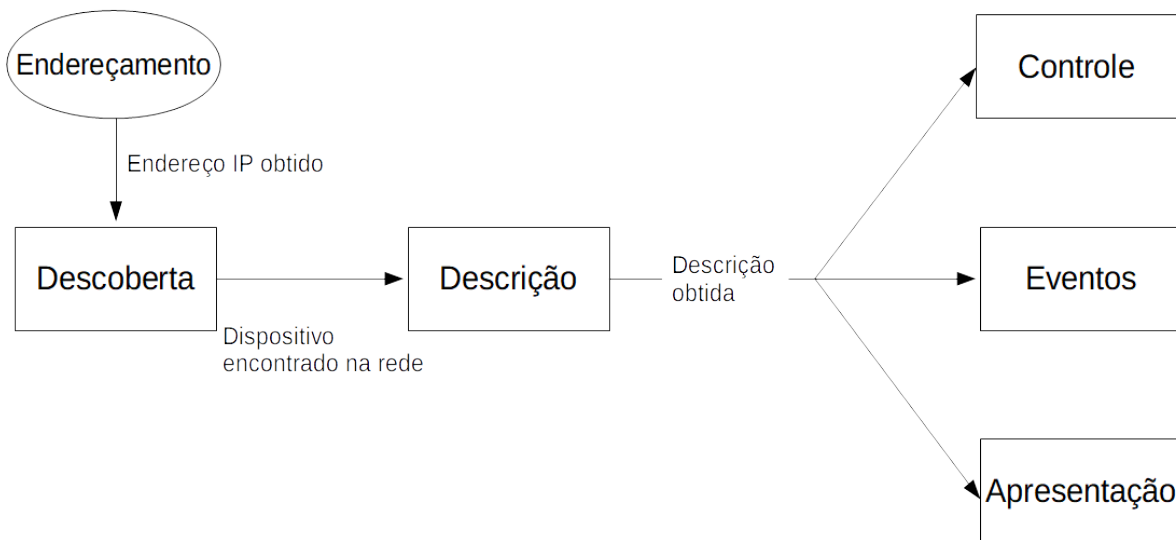 Endereçamento
Endereço IP obtido
Descoberta
Dispositivo
encontrado na rede
Descrição
Descrição
obtida
Controle
Eventos
Apresentação